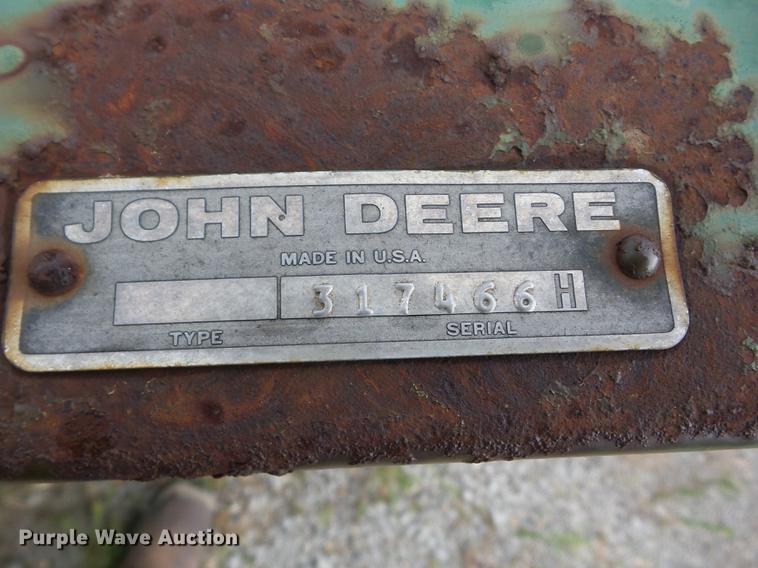 JOHN DEERE
MADE IN U.S.A.
317466H
TYPE SERIAL
Purple Wave Auction